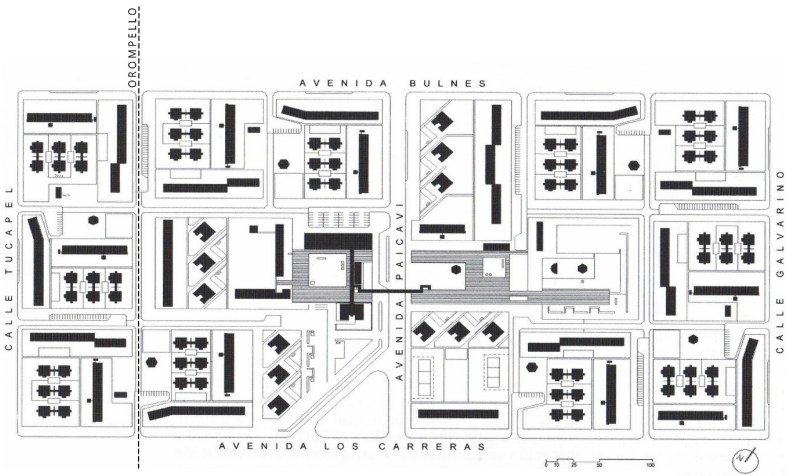 OROMPELLO
AVENIDA BULNES
CALLE TUCAPEL
AVENIDA PAICAVI
CALLE GALVARINO
AVENIDA LOS CARRERAS
0 10 25 50 100
N